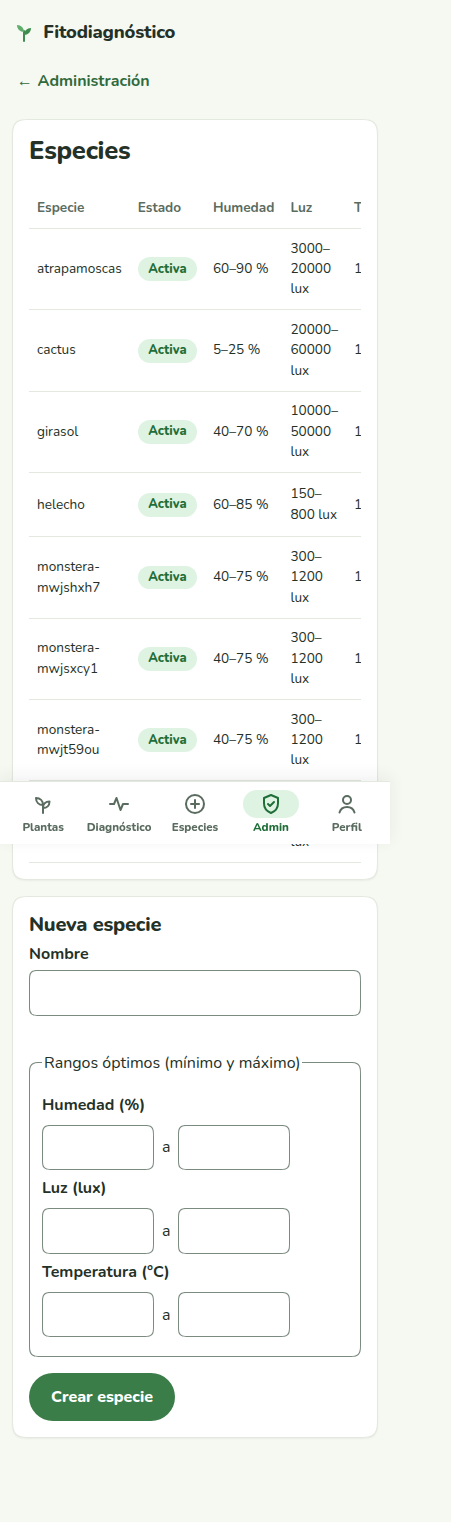 Fitodiagnóstico
← Administración
Especies
Especie Estado Humedad Luz T
atrapamoscas Activa 60–90 % 3000–20000 lux 1
cactus Activa 5–25 % 20000–60000 lux 1
girasol Activa 40–70 % 10000–50000 lux 1
helecho Activa 60–85 % 150–800 lux 1
monstera-mwjshxh7 Activa 40–75 % 300–1200 lux 1
monstera-mwjsxcy1 Activa 40–75 % 300–1200 lux 1
monstera-mwjt59ou Activa 40–75 % 300–1200 lux 1
Plantas Diagnóstico Especies Admin Perfil
Nueva especie
Nombre
Rangos óptimos (mínimo y máximo)
Humedad (%)
a
Luz (lux)
a
Temperatura (°C)
a
Crear especie